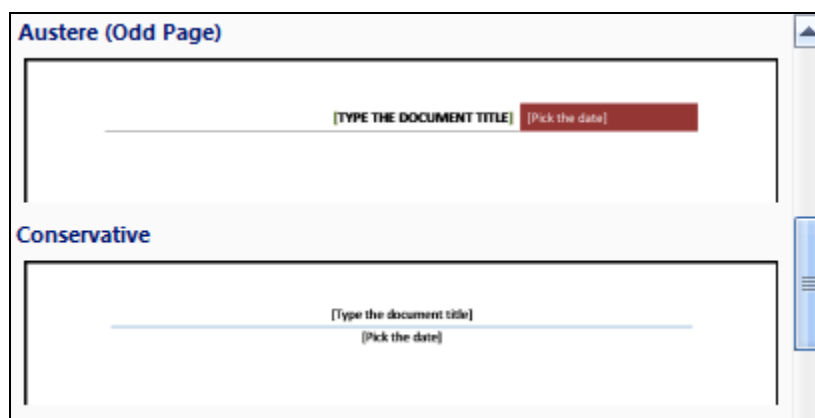 Austere (Odd Page)
[TYPE THE DOCUMENT TITLE] [Pick the date]
Conservative
[Type the document title]
[Pick the date]